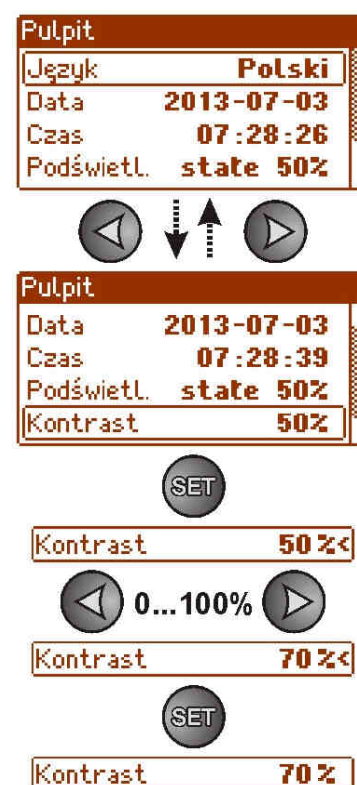 Pulpit
Język Polski
Data 2013-07-03
Czas 07:28:26
Podświetl. stałe 50%
Pulpit
Data 2013-07-03
Czas 07:28:39
Podświetl. stałe 50%
Kontrast 50%
SET
Kontrast 50%<
0...100%
Kontrast 70%<
SET
Kontrast 70%